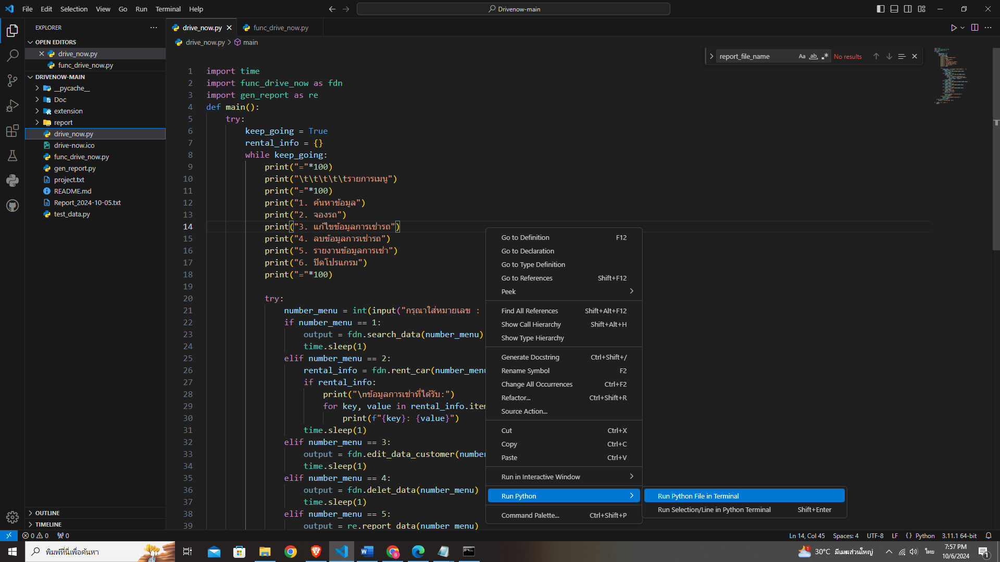 File Edit Selection View Go Run Terminal Help
Drivenow-main
EXPLORER
OPEN EDITORS
drive_now.py
func_drive_now.py
DRIVENOW-MAIN
__pycache__
Doc
extension
report
drive_now.py
drive-now.ico
func_drive_now.py
gen_report.py
project.txt
README.md
Report_2024-10-05.txt
test_data.py
OUTLINE
TIMELINE
drive_now.py func_drive_now.py
drive_now.py > main
report_file_name Aa ab No results
1 import time
2 import func_drive_now as fdn
3 import gen_report as re
4 def main():
5 try:
6 keep_going = True
7 rental_info = {}
8 while keep_going:
9 print("="*100)
10 print("\t\t\t\t\tรายการเมนู")
11 print("="*100)
12 print("1. ค้นหาข้อมูล")
13 print("2. จองรถ")
14 print("3. แก้ไขข้อมูลการเช่ารถ")
15 print("4. ลบข้อมูลการเช่ารถ")
16 print("5. รายงานข้อมูลการเช่า")
17 print("6. ปิดโปรแกรม")
18 print("="*100)
19
20 try:
21 number_menu = int(input("กรุณาใส่หมายเลข :
22 if number_menu == 1:
23 output = fdn.search_data(number_menu)
24 time.sleep(1)
25 elif number_menu == 2:
26 rental_info = fdn.rent_car(number_menu
27 if rental_info:
28 print("\nข้อมูลการเช่าที่ได้รับ:")
29 for key, value in rental_info.item
30 print(f"{key}: {value}")
31 time.sleep(1)
32 elif number_menu == 3:
33 output = fdn.edit_data_customer(number
34 time.sleep(1)
35 elif number_menu == 4:
36 output = fdn.delet_data(number_menu)
37 time.sleep(1)
38 elif number_menu == 5:
39 output = re.report_data(number_menu)
Go to Definition F12
Go to Declaration
Go to Type Definition
Go to References Shift+F12
Peek
Find All References Shift+Alt+F12
Show Call Hierarchy Shift+Alt+H
Show Type Hierarchy
Generate Docstring Ctrl+Shift+/
Rename Symbol F2
Change All Occurrences Ctrl+F2
Refactor... Ctrl+Shift+R
Source Action...
Cut Ctrl+X
Copy Ctrl+C
Paste Ctrl+V
Run in Interactive Window
Run Python
Command Palette... Ctrl+Shift+P
Run Python File in Terminal
Run Selection/Line in Python Terminal Shift+Enter
0 0 0
Ln 14, Col 45 Spaces: 4 UTF-8 LF {} Python 3.11.1 64-bit
พิมพ์ที่นี่เพื่อค้นหา
1 30°C มีเมฆส่วนใหญ่ ไทย
7:57 PM
10/6/2024
1